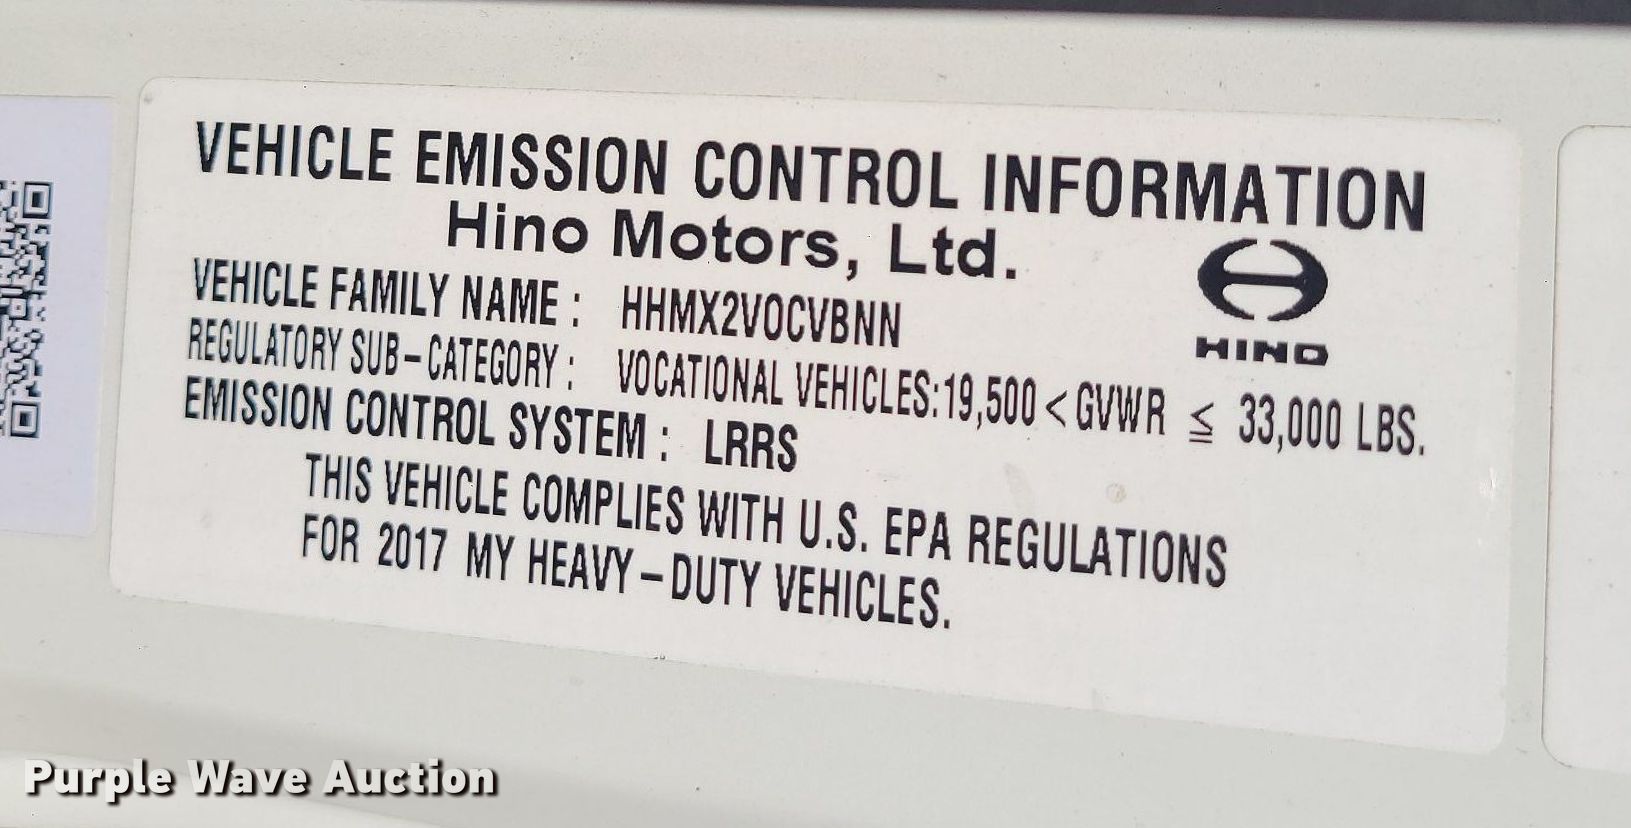 VEHICLE EMISSION CONTROL INFORMATION
Hino Motors, Ltd.
HINO
VEHICLE FAMILY NAME : HHMX2VOCVBNN
REGULATORY SUB-CATEGORY : VOCATIONAL VEHICLES:19,500 < GVWR ≦ 33,000 LBS.
EMISSION CONTROL SYSTEM : LRRS
THIS VEHICLE COMPLIES WITH U.S. EPA REGULATIONS
FOR 2017 MY HEAVY-DUTY VEHICLES.
Purple Wave Auction